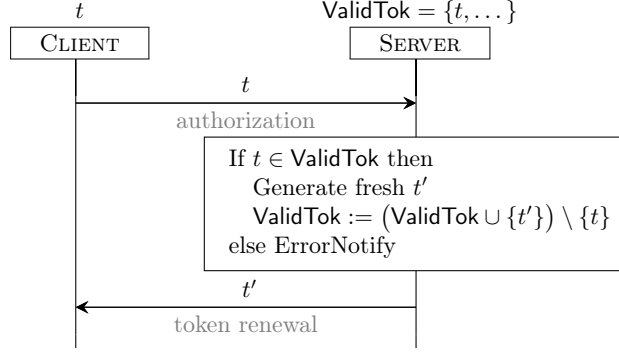 t ValidTok = {t, . . . }
CLIENT SERVER
t
authorization
If t ∈ ValidTok then
Generate fresh t′
ValidTok := (ValidTok ∪ {t′}) \ {t}
else ErrorNotify
t′
token renewal